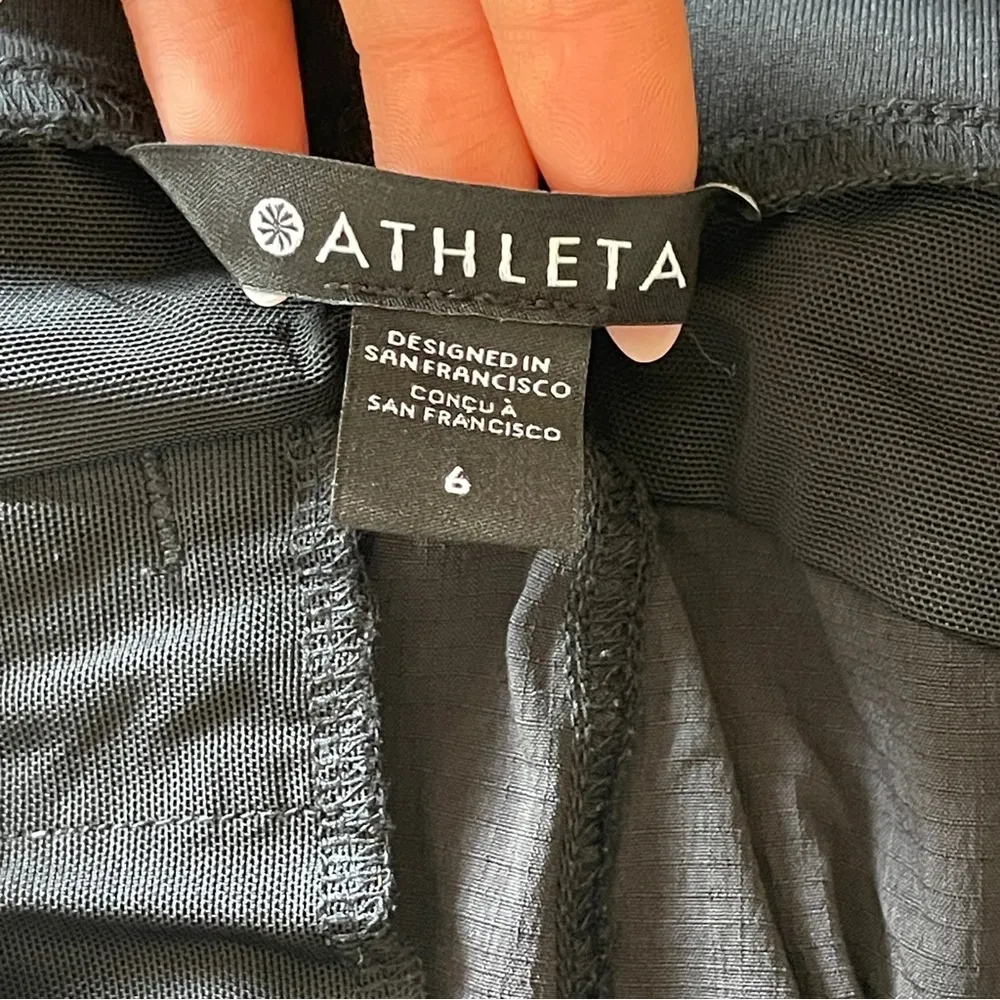 ATHLETA
DESIGNED IN
SAN FRANCISCO
CONÇU À
SAN FRANCISCO
6